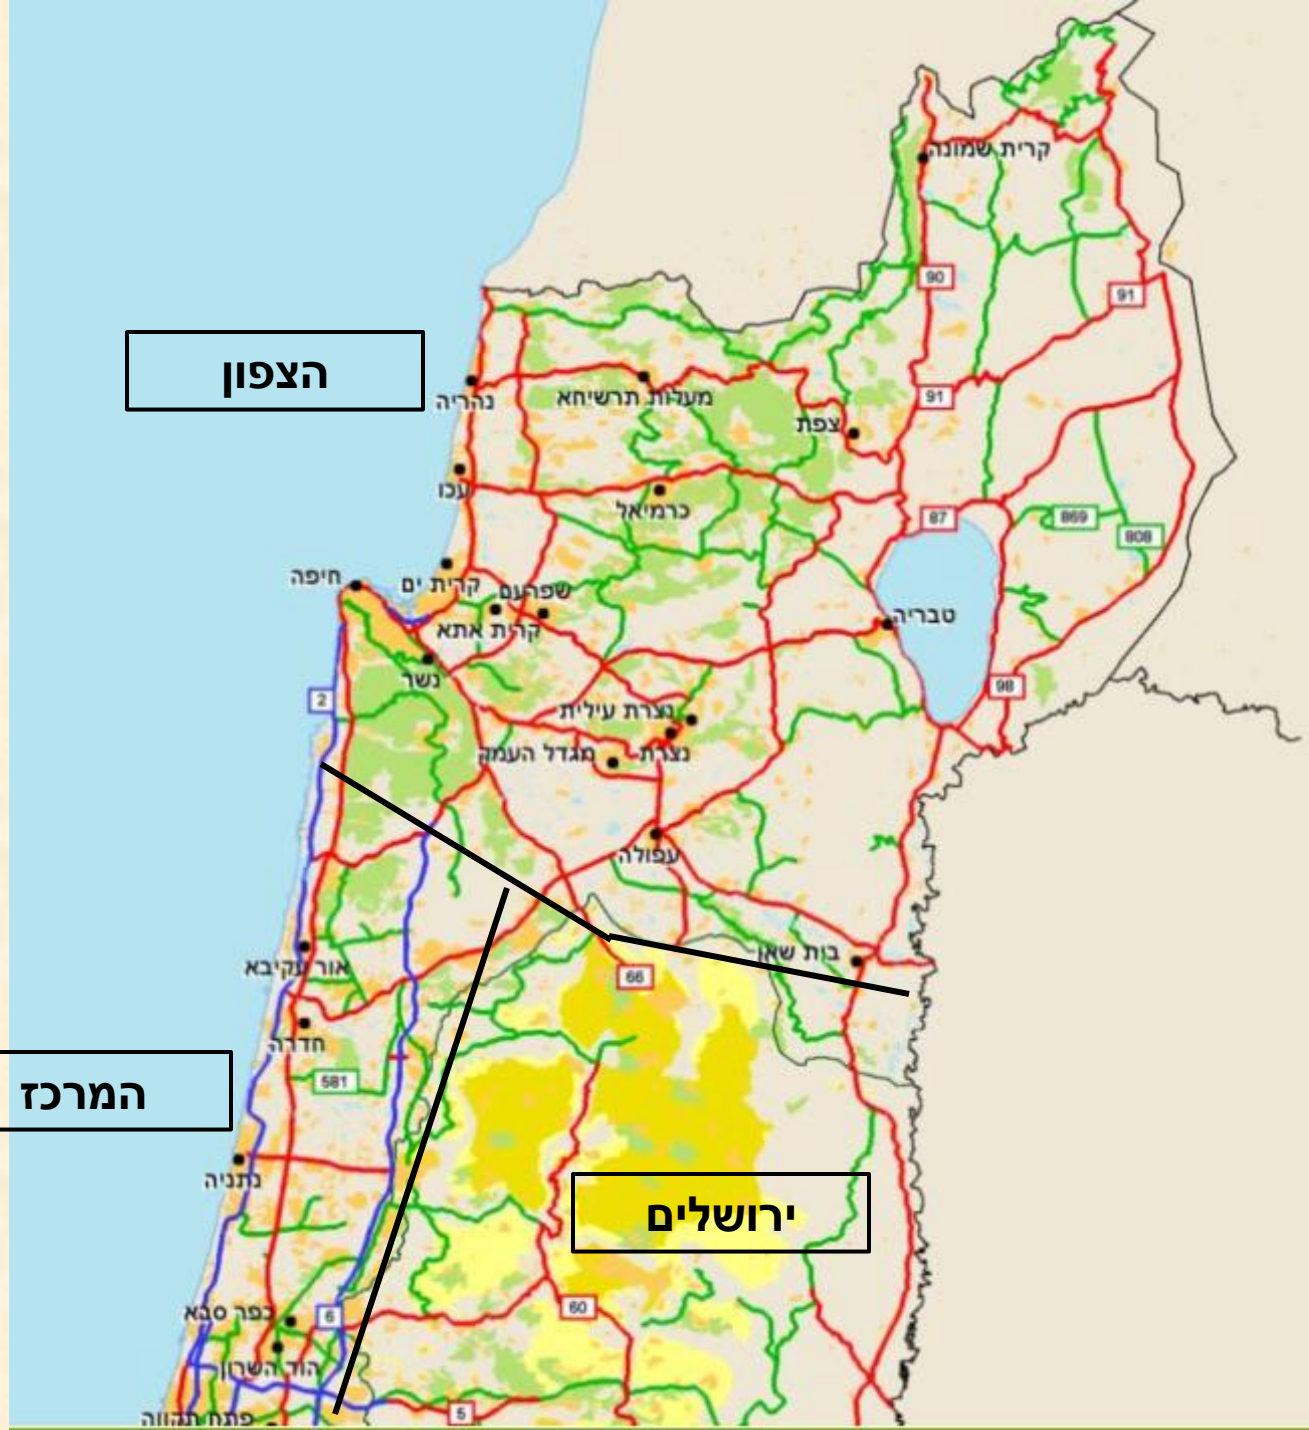 קרית שמונה
90
91
הצפון
מעלות תרשיחא
נהריה
91
צפת
עכו
כרמיאל
87
869
808
חיפה
קרית ים
שפרעם
טבריה
קרית אתא
נשר
98
2
נצרת עילית
נצרת
מגדל העמק
עפולה
בית שאן
אור עקיבא
66
חדרה
581
המרכז
נתניה
ירושלים
כפר סבא
6
60
הוד השרון
5
פתח תקווה